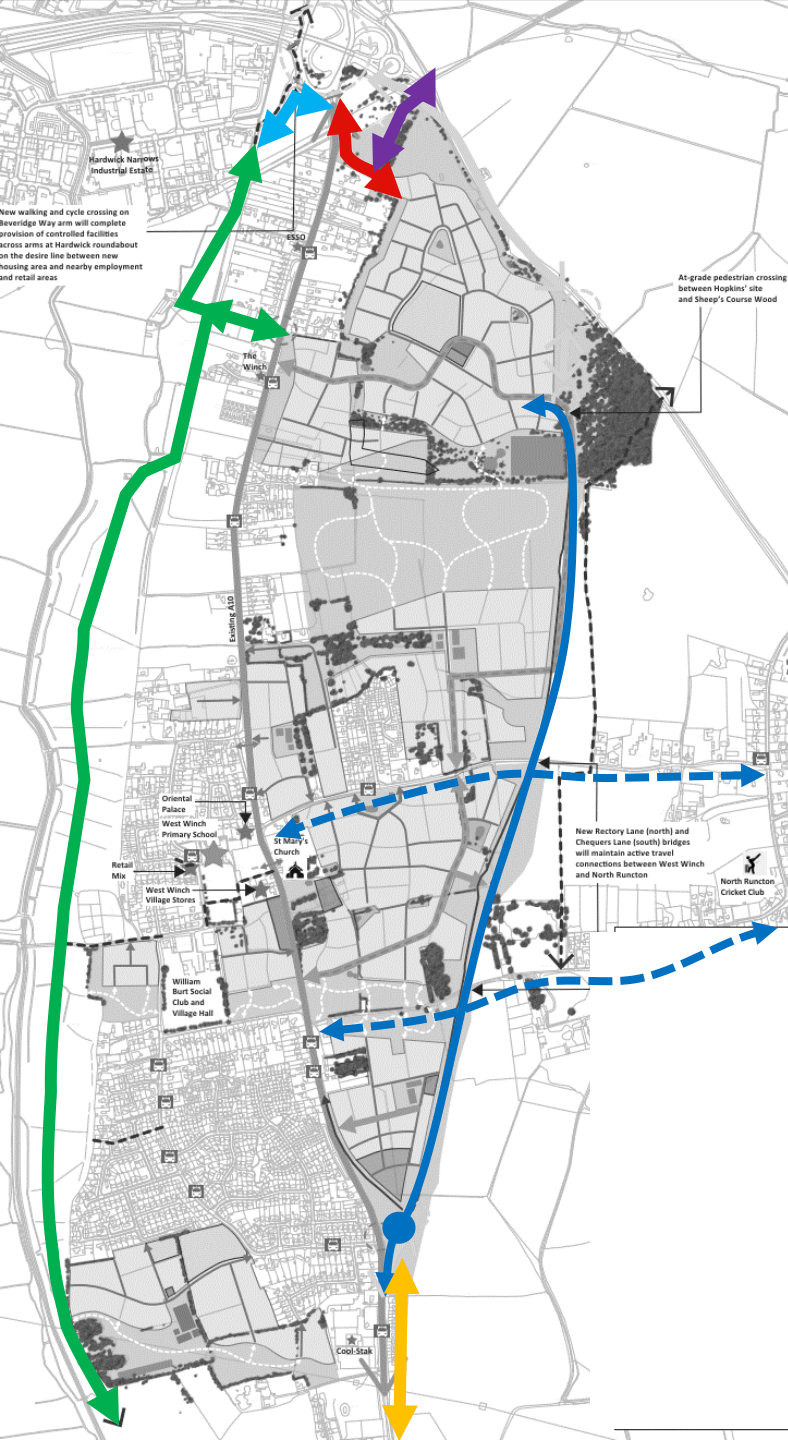 Hardwick Narrows
Industrial Estate
New walking and cycle crossing on
Beveridge Way arm will complete
provision of controlled facilities
across arms at Hardwick roundabout
on the desire line between new
housing area and nearby employment
and retail areas
ESSO
At-grade pedestrian crossing
between Hopkins' site
and Sheep's Course Wood
The
Winch
Existing A10
Oriental
Palace
West Winch
Primary School
St Mary's
Church
New Rectory Lane (north) and
Chequers Lane (south) bridges
will maintain active travel
connections between West Winch
and North Runcton
Retail
Mix
West Winch
Village Stores
North Runcton
Cricket Club
William
Burt Social
Club and
Village Hall
Cool-Stak